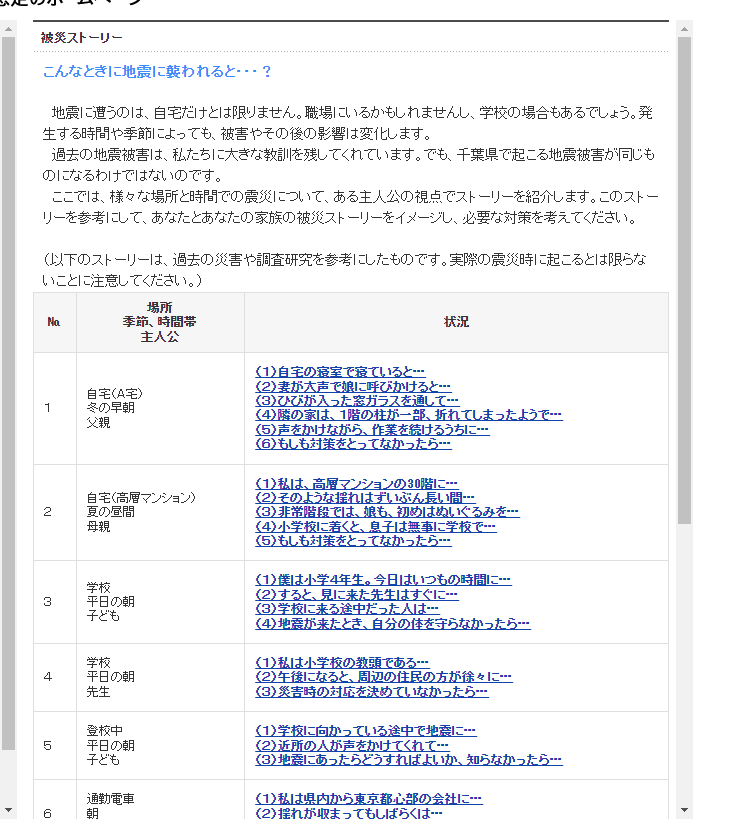 被災ストーリー
こんなときに地震に襲われると・・・？
地震に遭うのは、自宅だけとは限りません。職場にいるかもしれませんし、学校の場合もあるでしょう。発
生する時間や季節によっても、被害やその後の影響は変化します。
過去の地震被害は、私たちに大きな教訓を残してくれています。でも、千葉県で起こる地震被害が同じも
のになるわけではないのです。
ここでは、様々な場所と時間での震災について、ある主人公の視点でストーリーを紹介します。このストー
リーを参考にして、あなたとあなたの家族の被災ストーリーをイメージし、必要な対策を考えてください。
（以下のストーリーは、過去の災害や調査研究を参考にしたものです。実際の震災時に起こるとは限らな
いことに注意してください。）
No.
場所
季節、時間帯
主人公
状況
1
自宅（A宅）
冬の早朝
父親
（1）自宅の寝室で寝ていると…
（2）妻が大声で娘に呼びかけると…
（3）ひびが入った窓ガラスを通して…
（4）隣の家は、1階の柱が一部、折れてしまったようで…
（5）声をかけながら、作業を続けるうちに…
（6）もしも対策をとってなかったら…
2
自宅（高層マンション）
夏の昼間
母親
（1）私は、高層マンションの30階に…
（2）そのような揺れはずいぶん長い間…
（3）非常階段では、娘も、初めはぬいぐるみを…
（4）小学校に着くと、息子は無事に学校で…
（5）もしも対策をとってなかったら…
3
学校
平日の朝
子ども
（1）僕は小学4年生。今日はいつもの時間に…
（2）すると、見に来た先生はすぐに…
（3）学校に来る途中だった人は…
（4）地震が来たとき、自分の体を守らなかったら…
4
学校
平日の朝
先生
（1）私は小学校の教頭である…
（2）午後になると、周辺の住民の方が徐々に…
（3）災害時の対応を決めていなかったら…
5
登校中
平日の朝
子ども
（1）学校に向かっている途中で地震に…
（2）近所の人が声をかけてくれて…
（3）地震にあったらどうすればよいか、知らなかったら…
6
通勤電車
朝
（1）私は県内から東京都心部の会社に…
（2）揺れが収まってもしばらくは…